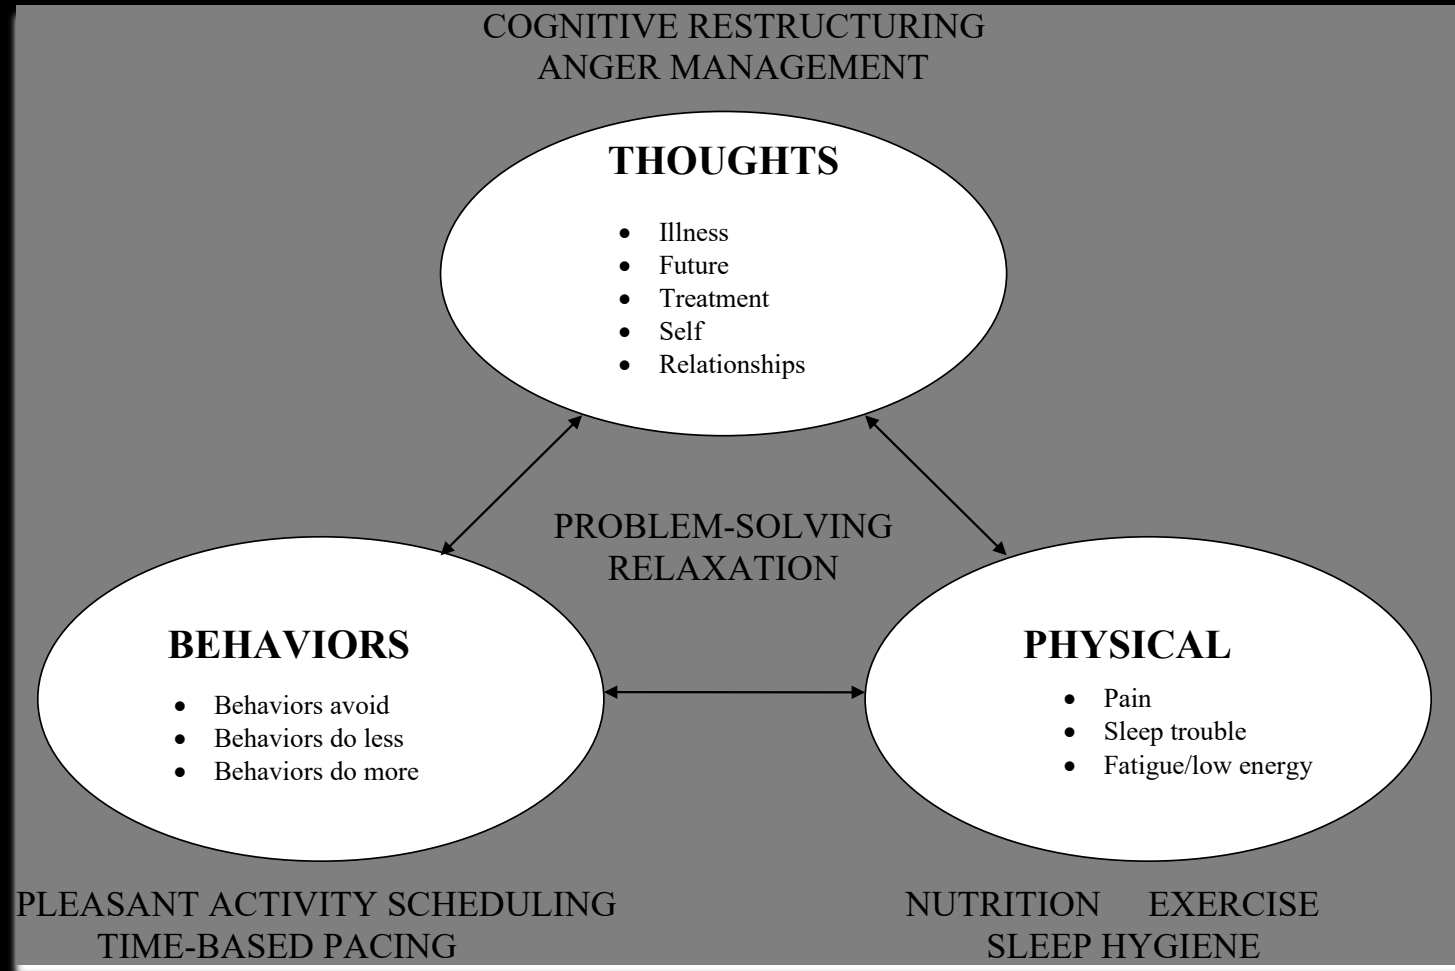 COGNITIVE RESTRUCTURING
ANGER MANAGEMENT
THOUGHTS
• Illness
• Future
• Treatment
• Self
• Relationships
PROBLEM-SOLVING
RELAXATION
BEHAVIORS
• Behaviors avoid
• Behaviors do less
• Behaviors do more
PHYSICAL
• Pain
• Sleep trouble
• Fatigue/low energy
PLEASANT ACTIVITY SCHEDULING
TIME-BASED PACING
NUTRITION EXERCISE
SLEEP HYGIENE